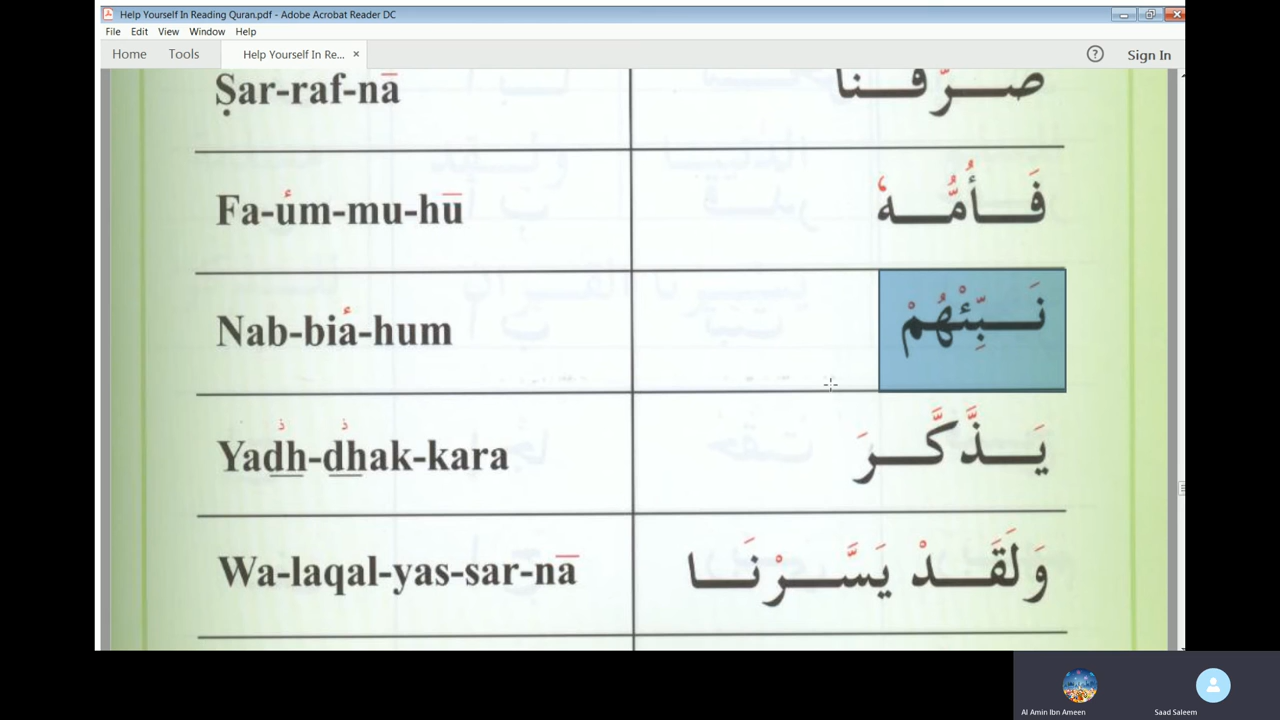 Help Yourself In Reading Quran.pdf - Adobe Acrobat Reader DC
File Edit View Window Help
Home Tools Help Yourself In Re... × ? Sign In
Ṣar-raf-nā صَرَّفْنَا
Fa-úm-mu-hū فَأُمُّهٗ
Nab-biá-hum نَبِّئْهُمْ
Yadh-dhak-kara يَذَّكَّرَ
Wa-laqal-yas-sar-nā وَلَقَدْ يَسَّرْنَا
Al Amin Ibn Ameen Saad Saleem